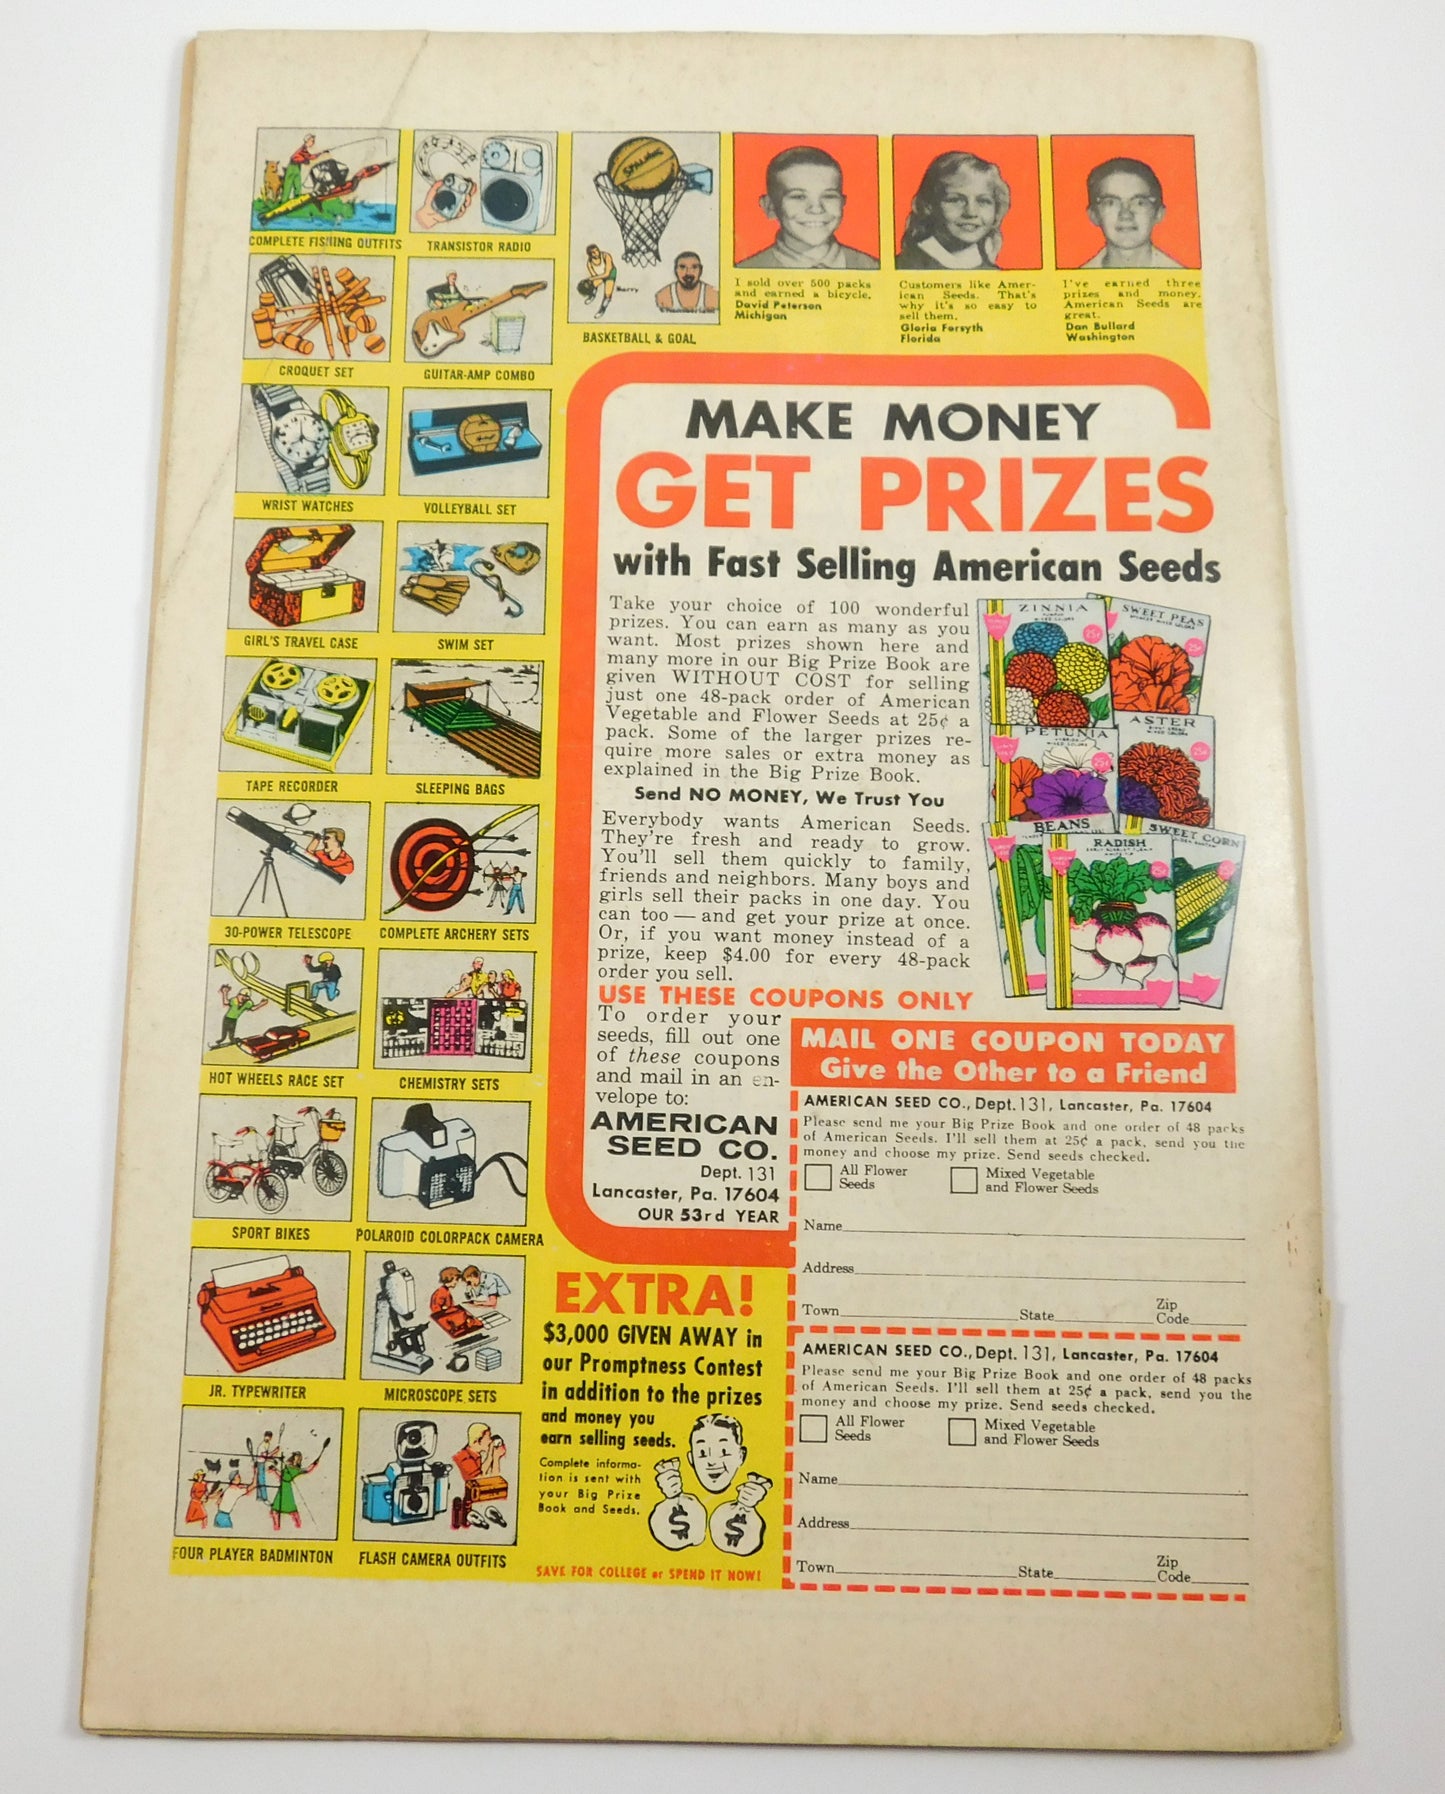 COMPLETE FISHING OUTFITS
TRANSISTOR RADIO
SPALDING
BASKETBALL & GOAL
CROQUET SET
GUITAR-AMP COMBO
WRIST WATCHES
VOLLEYBALL SET
GIRL'S TRAVEL CASE
SWIM SET
TAPE RECORDER
SLEEPING BAGS
30-POWER TELESCOPE
COMPLETE ARCHERY SETS
HOT WHEELS RACE SET
CHEMISTRY SETS
SPORT BIKES
POLAROID COLORPACK CAMERA
JR. TYPEWRITER
MICROSCOPE SETS
FOUR PLAYER BADMINTON
FLASH CAMERA OUTFITS
I sold over 500 packs
and earned a bicycle.
David Peterson
Michigan
Customers like Amer-
ican Seeds. That's
why it's so easy to
sell them.
Gloria Forsyth
Florida
I've earned three
prizes and money.
American Seeds are
great.
Dan Bullard
Washington
MAKE MONEY
GET PRIZES
with Fast Selling American Seeds
Take your choice of 100 wonderful
prizes. You can earn as many as you
want. Most prizes shown here and
many more in our Big Prize Book are
given WITHOUT COST for selling
just one 48-pack order of American
Vegetable and Flower Seeds at 25¢ a
pack. Some of the larger prizes re-
quire more sales or extra money as
explained in the Big Prize Book.
Send NO MONEY, We Trust You
Everybody wants American Seeds.
They're fresh and ready to grow.
You'll sell them quickly to family,
friends and neighbors. Many boys and
girls sell their packs in one day. You
can too — and get your prize at once.
Or, if you want money instead of a
prize, keep $4.00 for every 48-pack
order you sell.
USE THESE COUPONS ONLY
To order your
seeds, fill out one
of these coupons
and mail in an en-
velope to:
AMERICAN
SEED CO.
Dept. 131
Lancaster, Pa. 17604
OUR 53rd YEAR
ZINNIA
MIXED COLORS
25¢
SWEET PEAS
MIXED COLORS
25¢
PETUNIA
MIXED COLORS
25¢
ASTER
MIXED COLORS
25¢
BEANS
RADISH
25¢
SWEET CORN
MAIL ONE COUPON TODAY
Give the Other to a Friend
AMERICAN SEED CO., Dept. 131, Lancaster, Pa. 17604
Please send me your Big Prize Book and one order of 48 packs
of American Seeds. I'll sell them at 25¢ a pack, send you the
money and choose my prize. Send seeds checked.
All Flower
Seeds
Mixed Vegetable
and Flower Seeds
Name
Address
Town State Zip
Code
AMERICAN SEED CO., Dept. 131, Lancaster, Pa. 17604
Please send me your Big Prize Book and one order of 48 packs
of American Seeds. I'll sell them at 25¢ a pack, send you the
money and choose my prize. Send seeds checked.
All Flower
Seeds
Mixed Vegetable
and Flower Seeds
Name
Address
Town State Zip
Code
EXTRA!
$3,000 GIVEN AWAY in
our Promptness Contest
in addition to the prizes
and money you
earn selling seeds.
Complete informa-
tion is sent with
your Big Prize
Book and Seeds.
$ $
SAVE FOR COLLEGE or SPEND IT NOW!